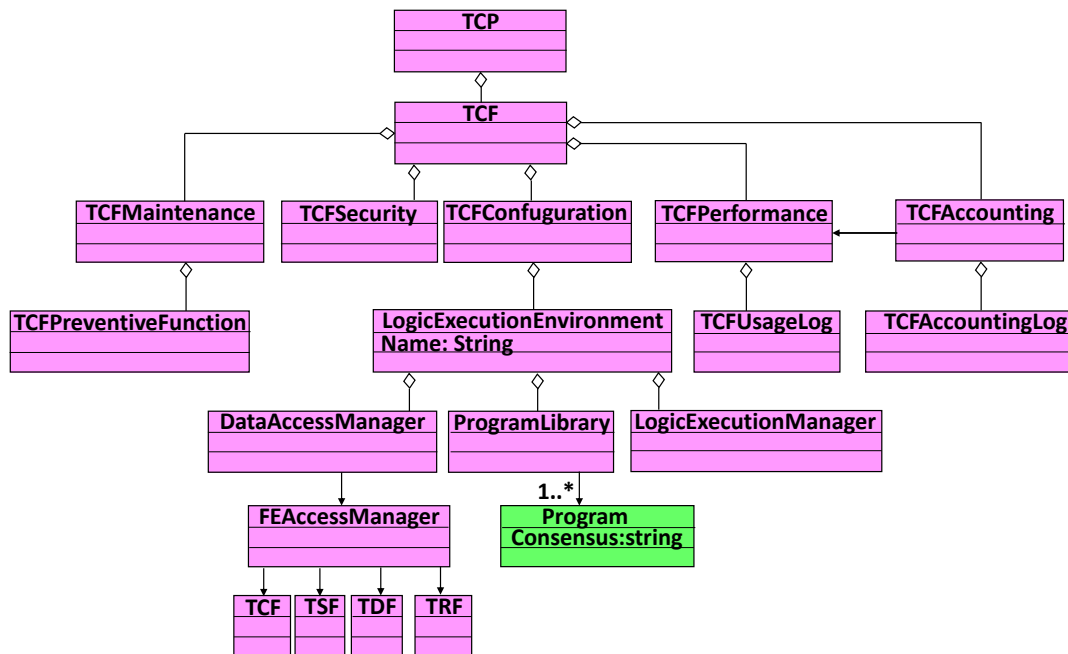 TCP
TCF
TCFMaintenance
TCFSecurity
TCFConfuguration
TCFPerformance
TCFAccounting
TCFPreventiveFunction
LogicExecutionEnvironment
Name: String
TCFUsageLog
TCFAccountingLog
DataAccessManager
ProgramLibrary
LogicExecutionManager
1..*
FEAccessManager
Program
Consensus:string
TCF
TSF
TDF
TRF